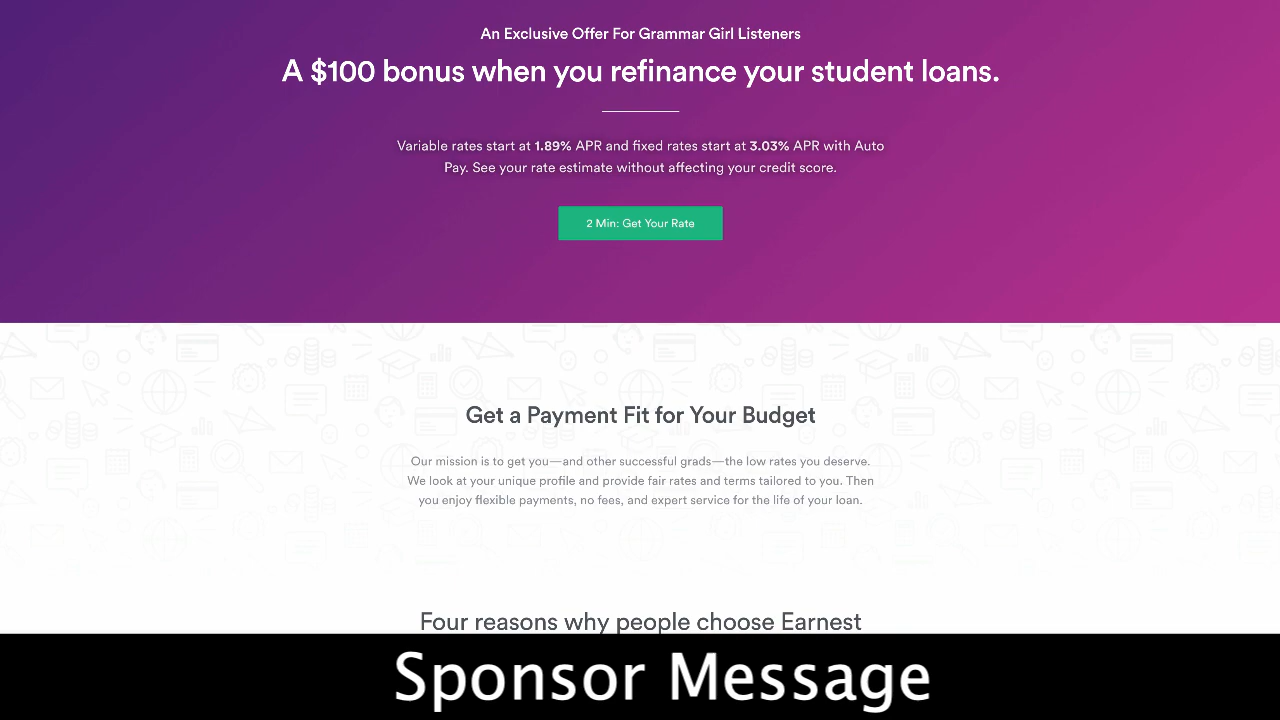 An Exclusive Offer For Grammar Girl Listeners
A $100 bonus when you refinance your student loans.
Variable rates start at 1.89% APR and fixed rates start at 3.03% APR with Auto
Pay. See your rate estimate without affecting your credit score.
2 Min: Get Your Rate
Get a Payment Fit for Your Budget
Our mission is to get you—and other successful grads—the low rates you deserve.
We look at your unique profile and provide fair rates and terms tailored to you. Then
you enjoy flexible payments, no fees, and expert service for the life of your loan.
Four reasons why people choose Earnest
Sponsor Message